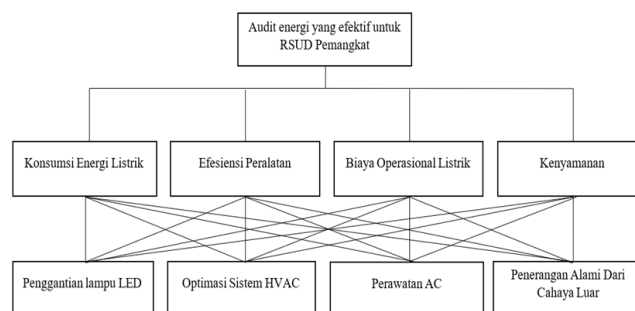 Audit energi yang efektif untuk
RSUD Pemangkat
Konsumsi Energi Listrik
Efesiensi Peralatan
Biaya Operasional Listrik
Kenyamanan
Penggantian lampu LED
Optimasi Sistem HVAC
Perawatan AC
Penerangan Alami Dari
Cahaya Luar